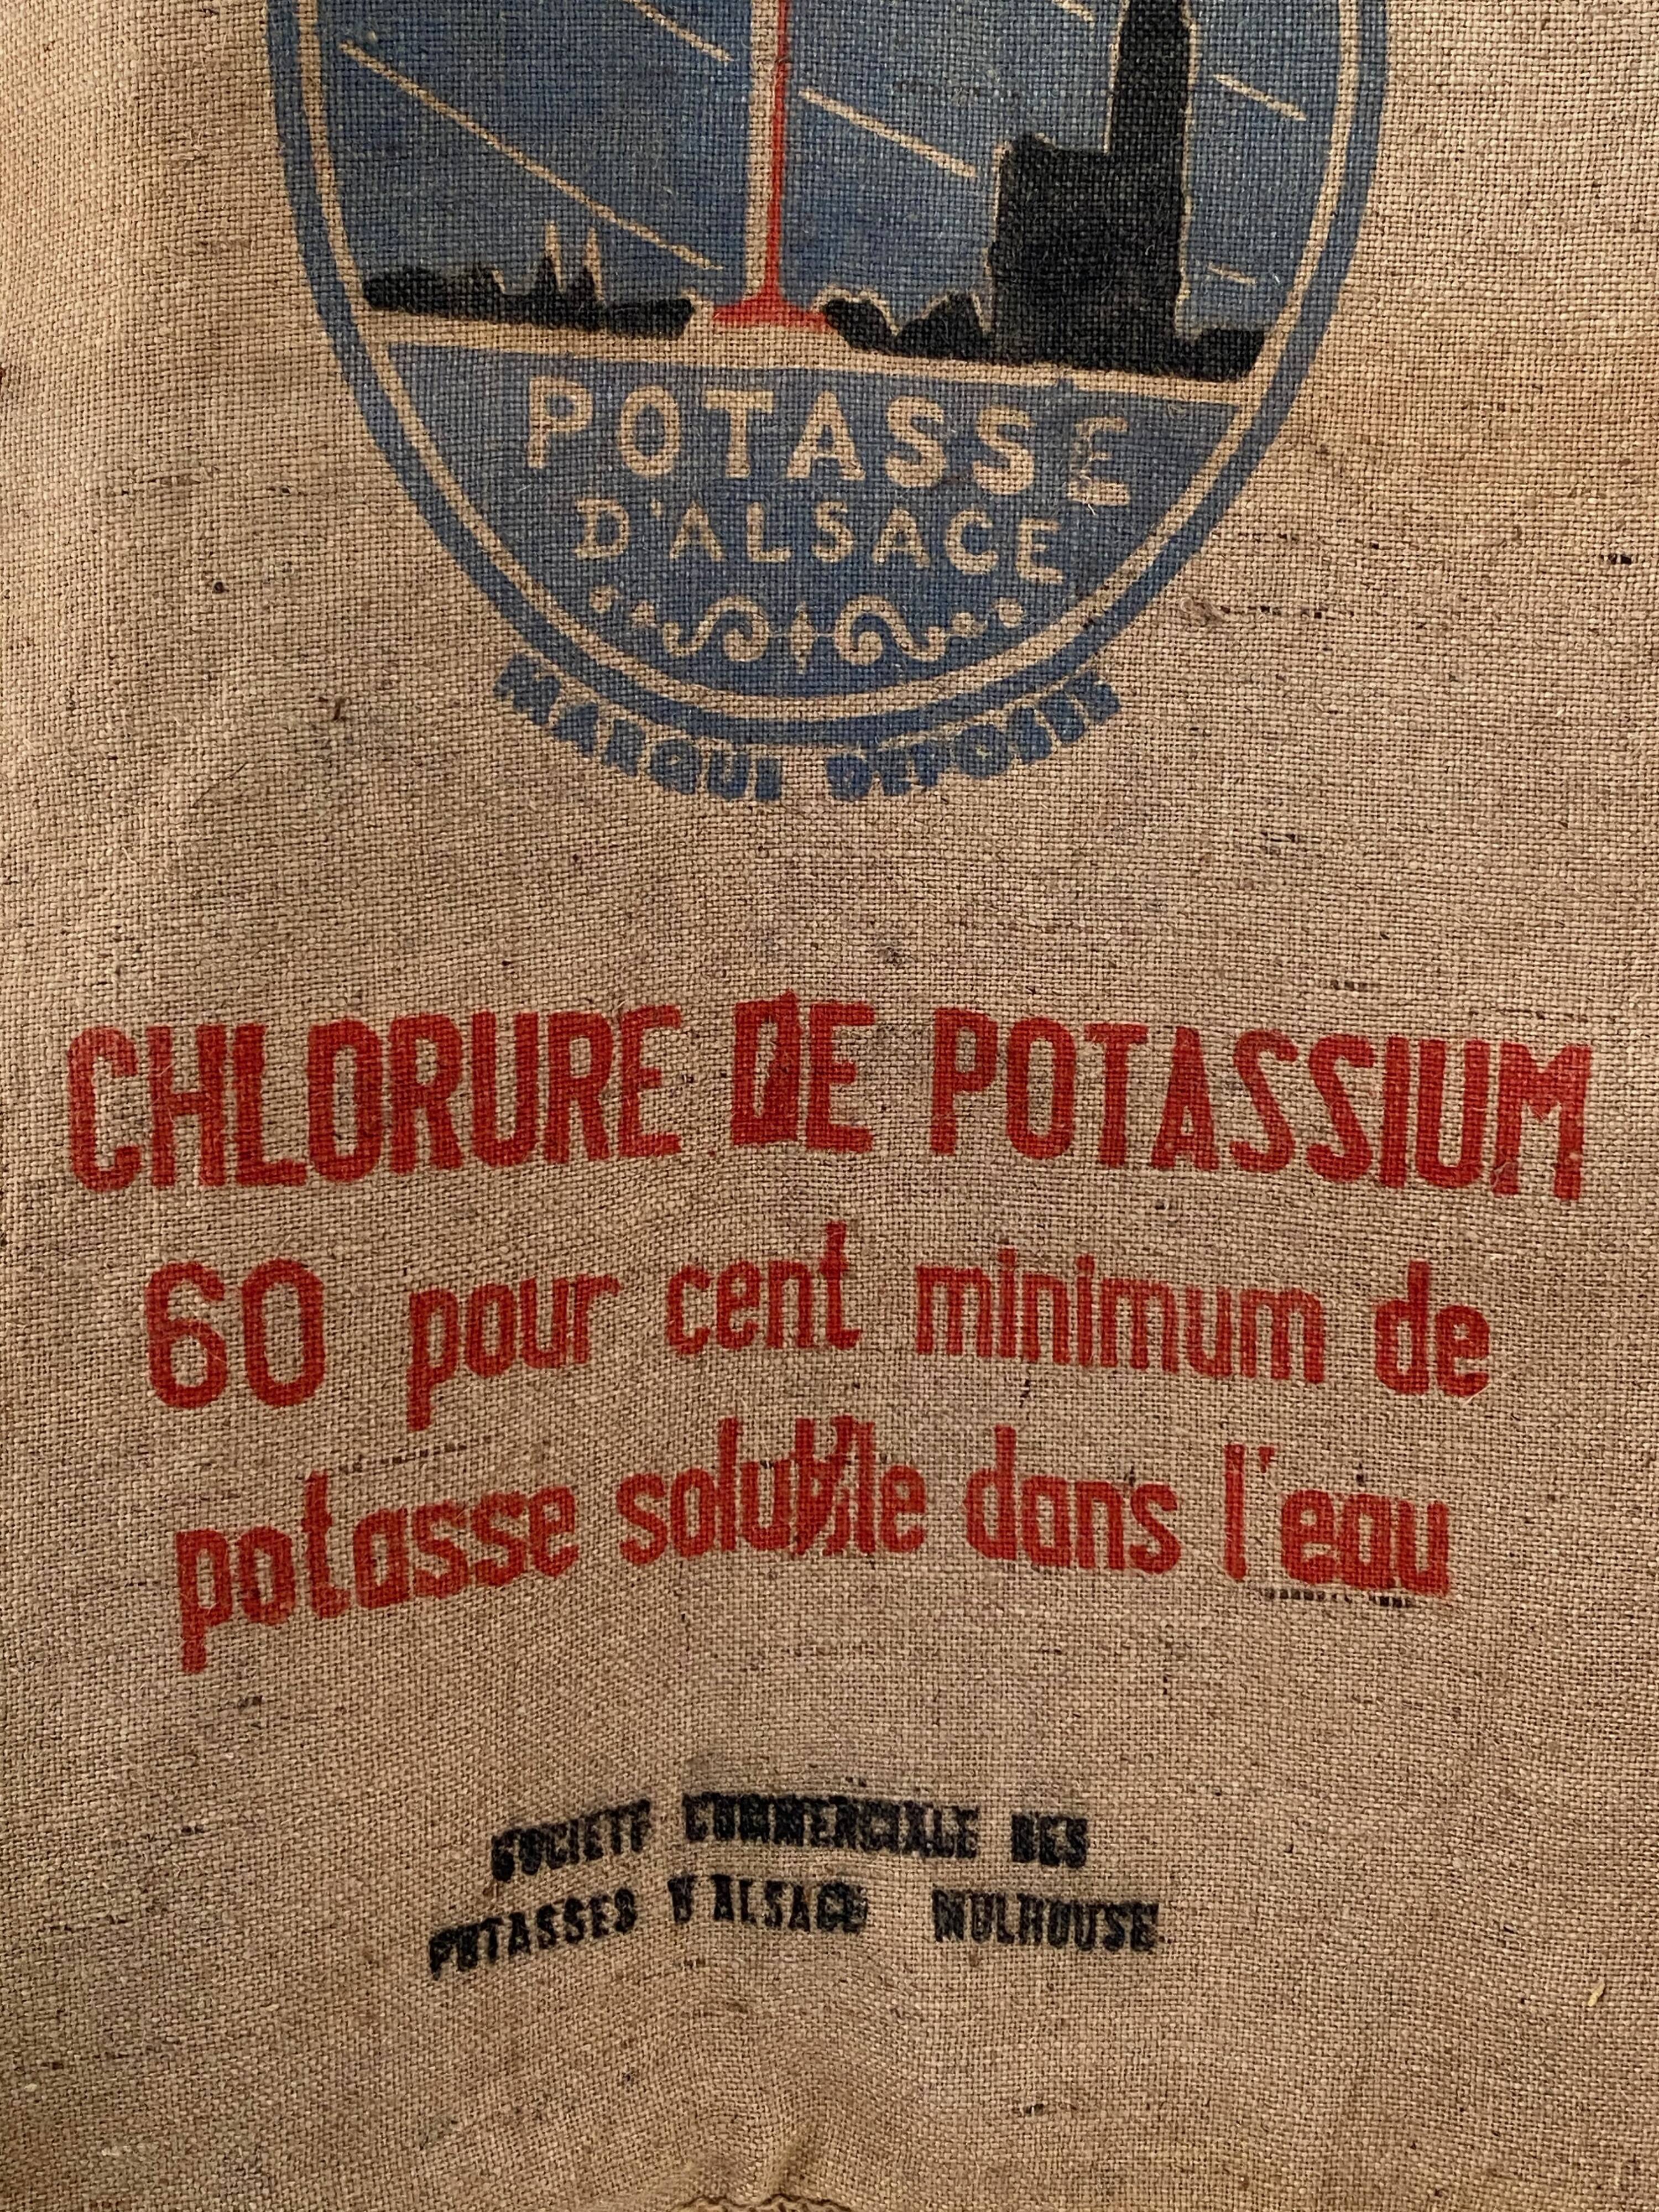 POTASSE
D'ALSACE
MARQUE DEPOSEE
CHLORURE DE POTASSIUM
60 pour cent minimum de
potasse soluble dans l'eau
SOCIETE COMMERCIALE DES
POTASSES D'ALSACE MULHOUSE